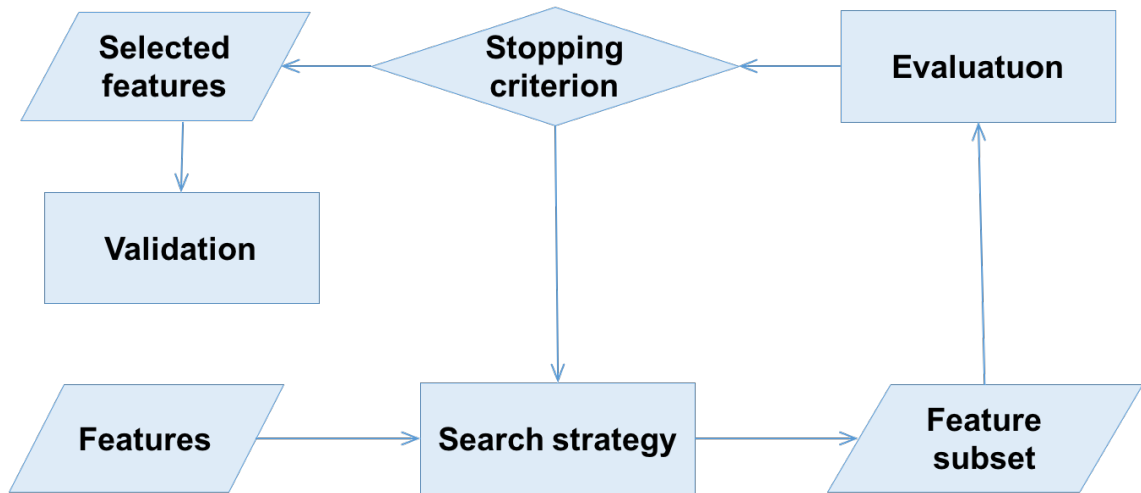 Selected
features
Stopping
criterion
Evaluatuon
Validation
Features
Search strategy
Feature
subset